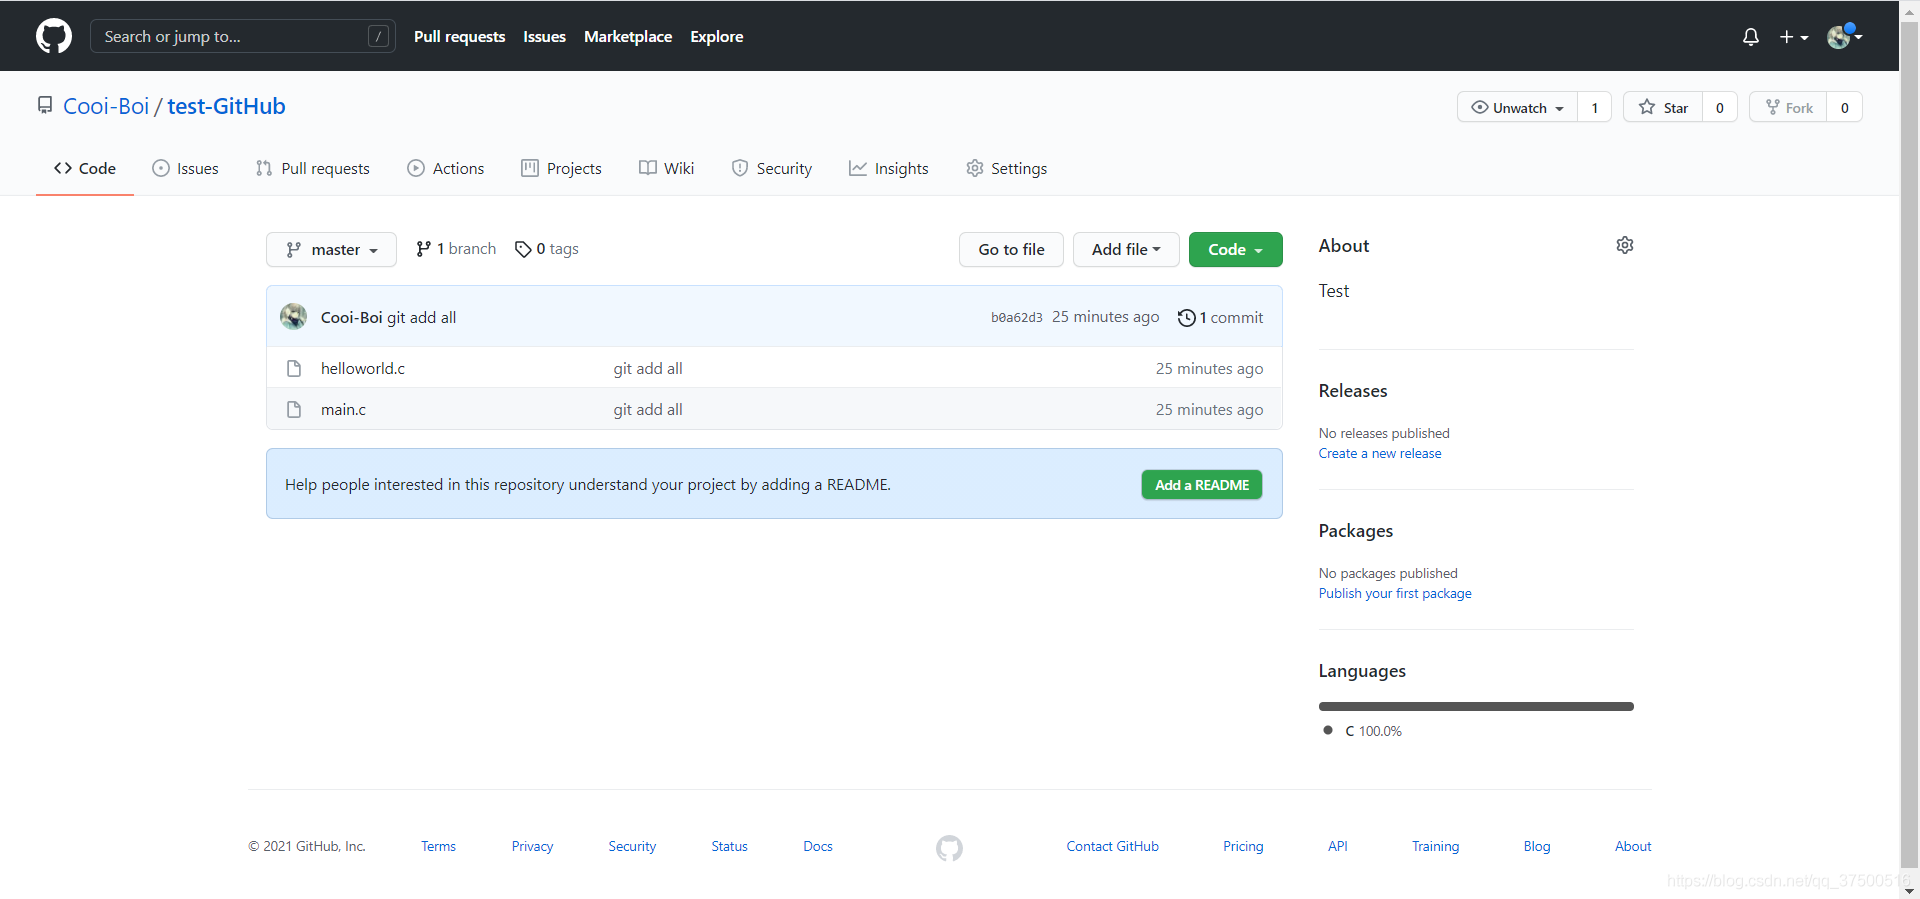 Search or jump to... /
Pull requests Issues Marketplace Explore
Cooi-Boi / test-GitHub
Unwatch 1 Star 0 Fork 0
Code Issues Pull requests Actions Projects Wiki Security Insights Settings
master 1 branch 0 tags Go to file Add file Code
Cooi-Boi git add all b0a62d3 25 minutes ago 1 commit
helloworld.c git add all 25 minutes ago
main.c git add all 25 minutes ago
Help people interested in this repository understand your project by adding a README. Add a README
About
Test
Releases
No releases published
Create a new release
Packages
No packages published
Publish your first package
Languages
C 100.0%
© 2021 GitHub, Inc. Terms Privacy Security Status Docs Contact GitHub Pricing API Training Blog About
https://blog.csdn.net/qq_37500516